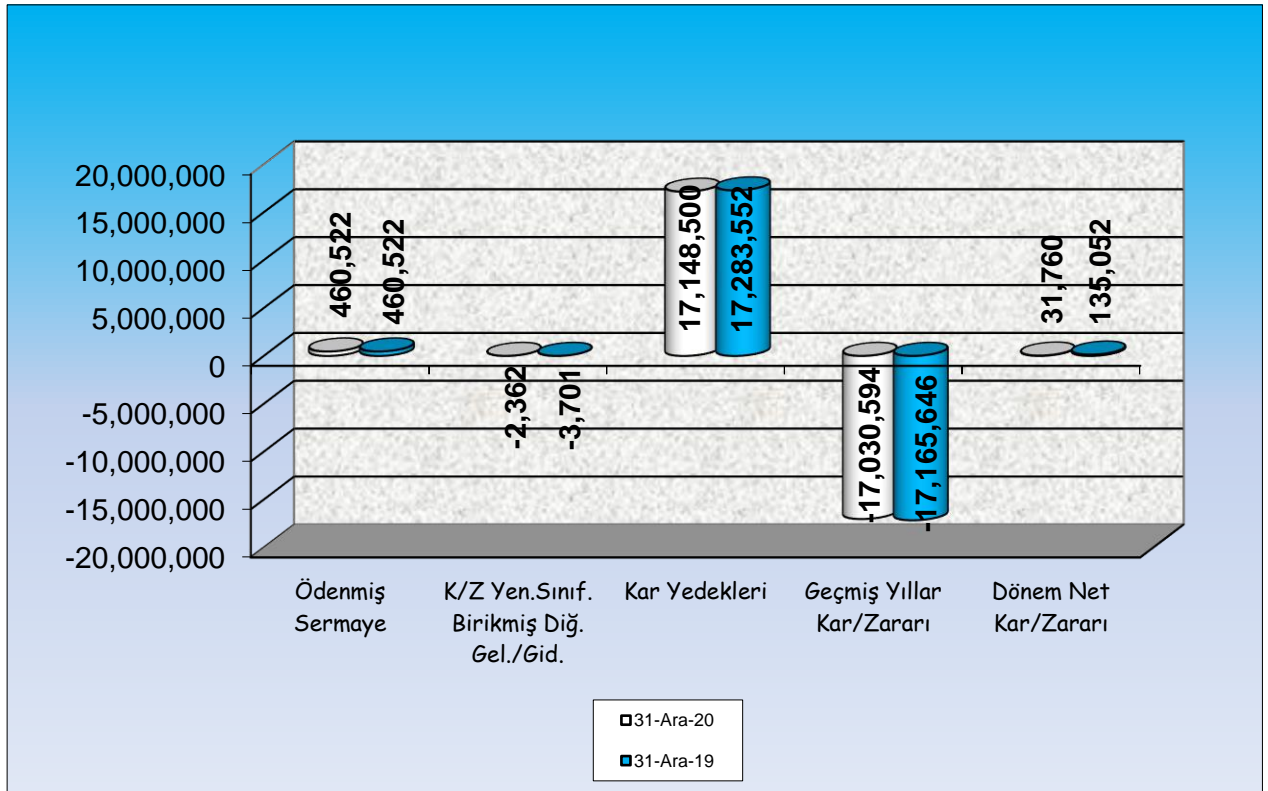 20,000,000
15,000,000
10,000,000
5,000,000
0
-5,000,000
-10,000,000
-15,000,000
-20,000,000
460,522
460,522
-2,362
-3,701
17,148,500
17,283,552
-17,030,594
-17,165,646
31,760
135,052
Ödenmiş
Sermaye
K/Z Yen.Sınıf.
Birikmiş Diğ.
Gel./Gid.
Kar Yedekleri
Geçmiş Yıllar
Kar/Zararı
Dönem Net
Kar/Zararı
31-Ara-20
31-Ara-19